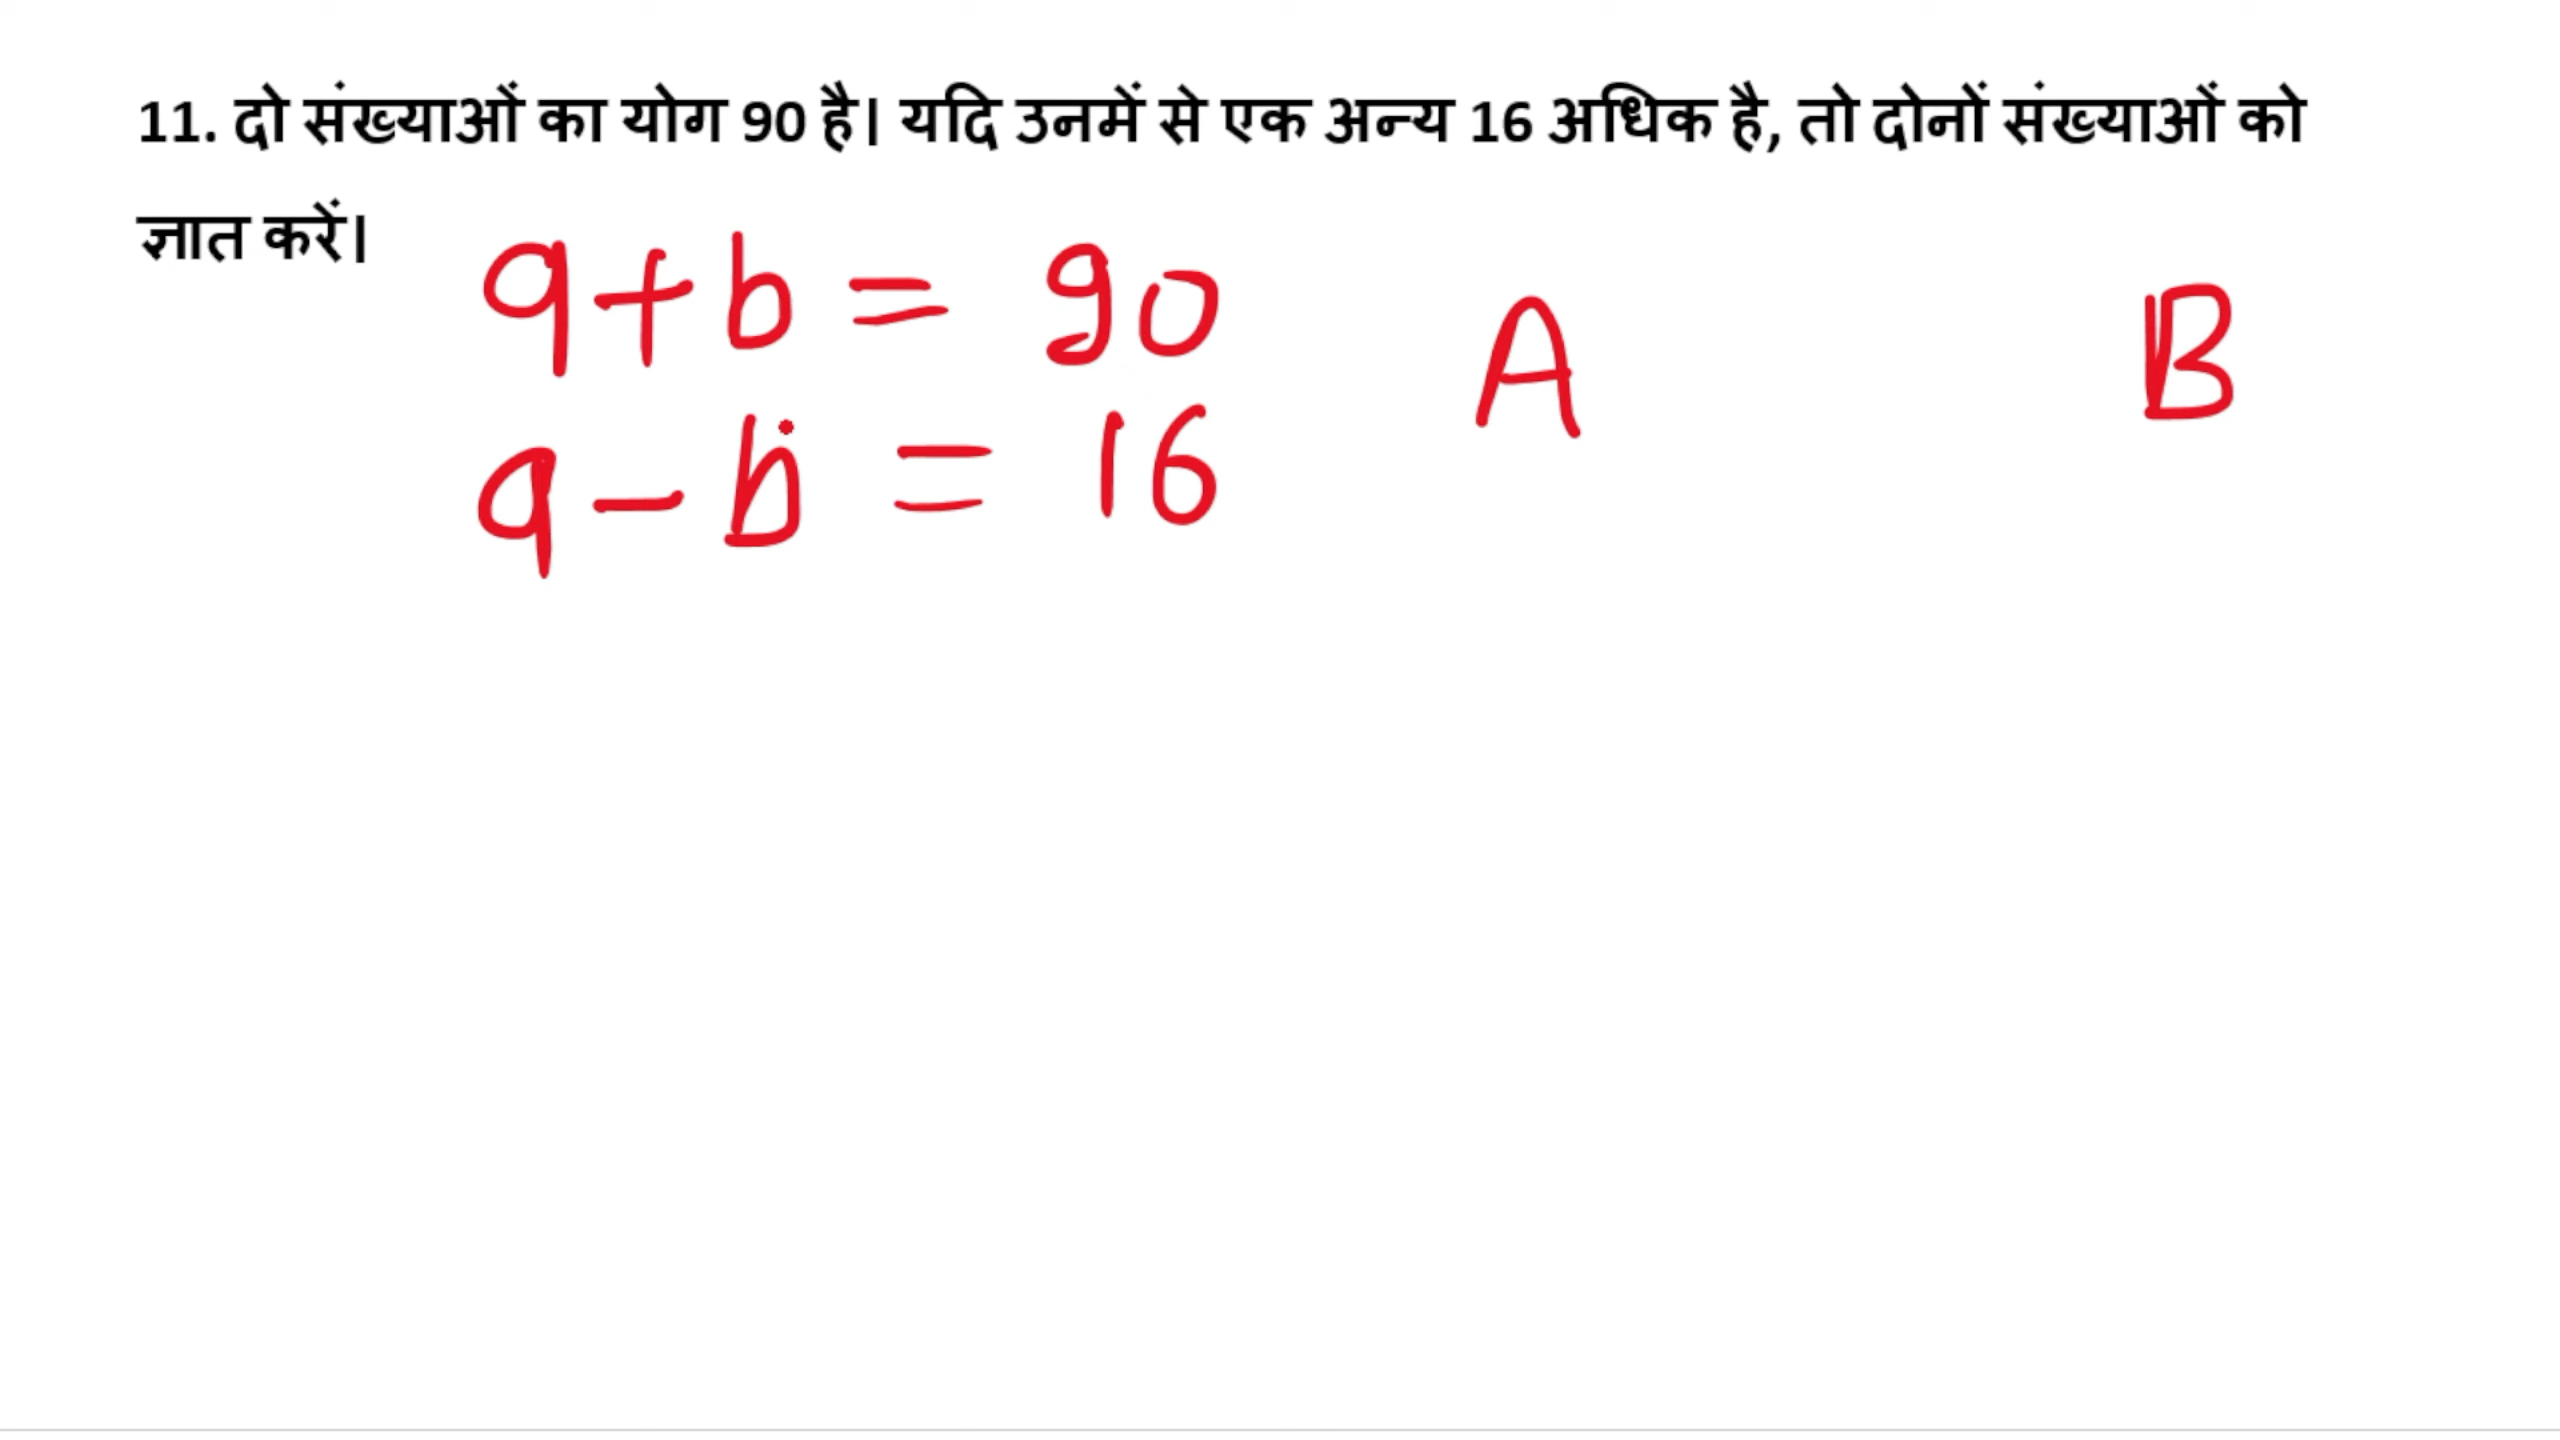 11. दो संख्याओं का योग 90 है। यदि उनमें से एक अन्य 16 अधिक है, तो दोनों संख्याओं को
ज्ञात करें।
a+b = 90
A B
a-b = 16